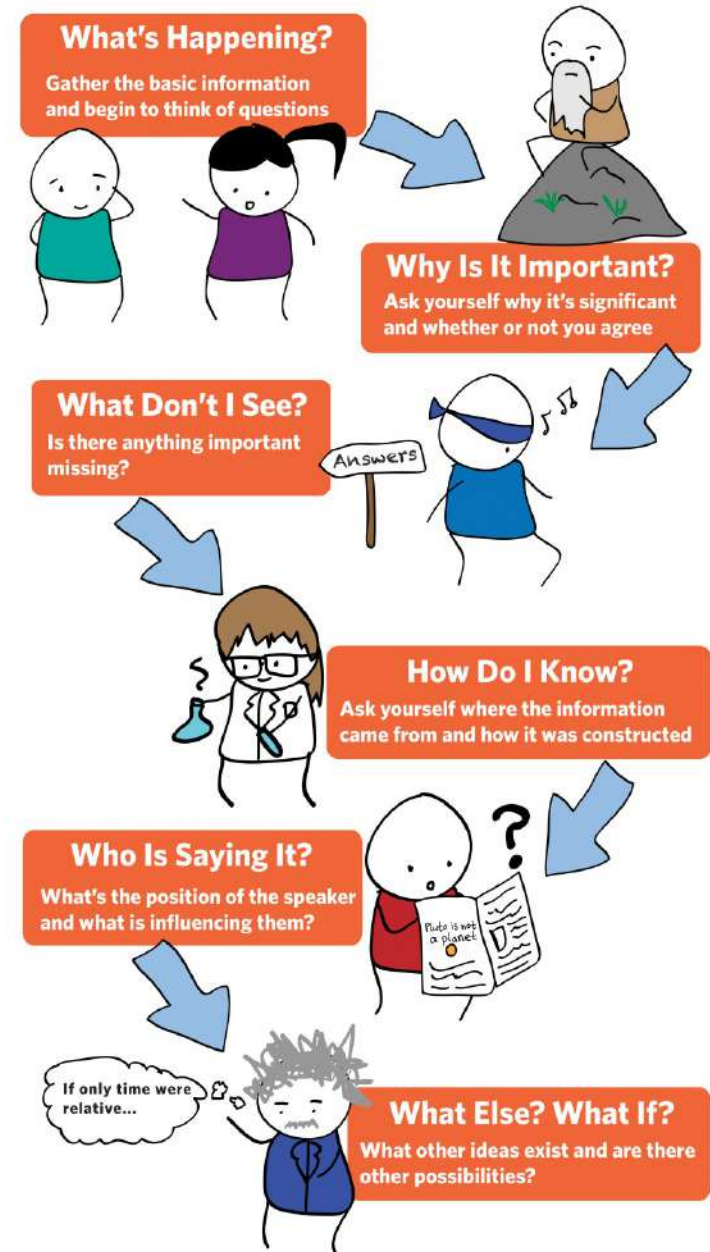 What's Happening?
Gather the basic information
and begin to think of questions
Why Is It Important?
Ask yourself why it's significant
and whether or not you agree
What Don't I See?
Is there anything important
missing?
Answers
How Do I Know?
Ask yourself where the information
came from and how it was constructed
Who Is Saying It?
What's the position of the speaker
and what is influencing them?
?
Pluto is not
a planet
If only time were
relative...
What Else? What If?
What other ideas exist and are there
other possibilities?